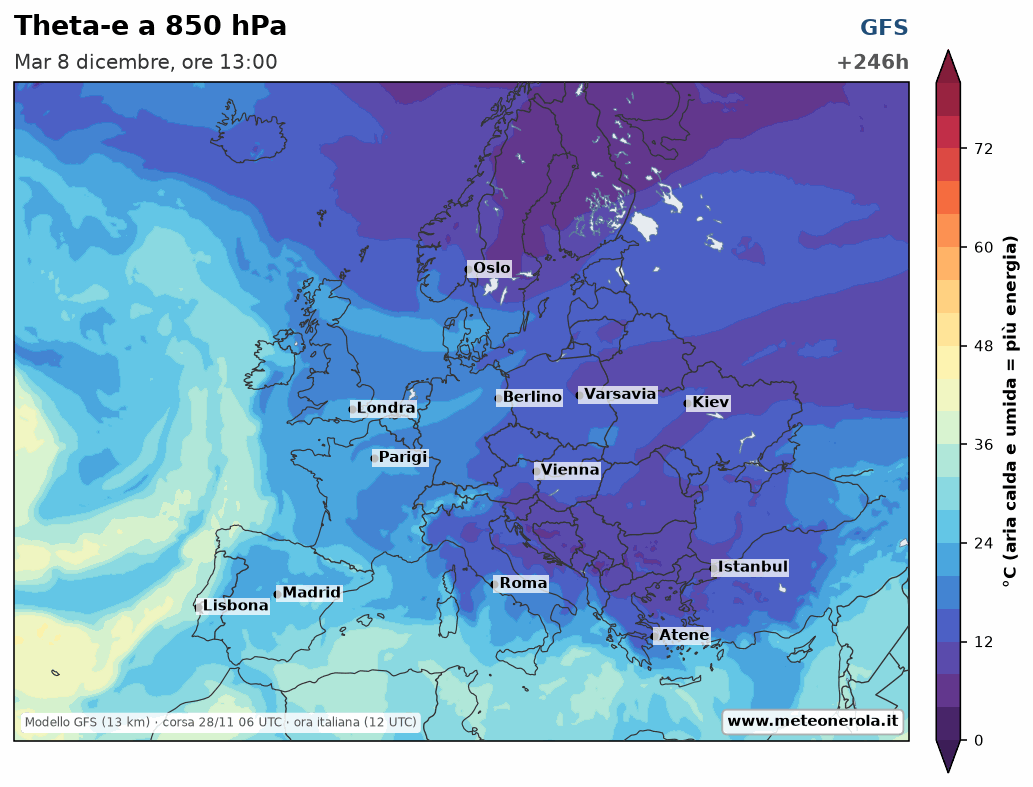 Theta-e a 850 hPa
GFS
Mar 8 dicembre, ore 13:00
+246h
72
60
48
36
24
12
0
°C (aria calda e umida = più energia)
Oslo
Londra
Berlino
Varsavia
Kiev
Parigi
Vienna
Istanbul
Roma
Madrid
Lisbona
Atene
Modello GFS (13 km) · corsa 28/11 06 UTC · ora italiana (12 UTC)
www.meteonerola.it